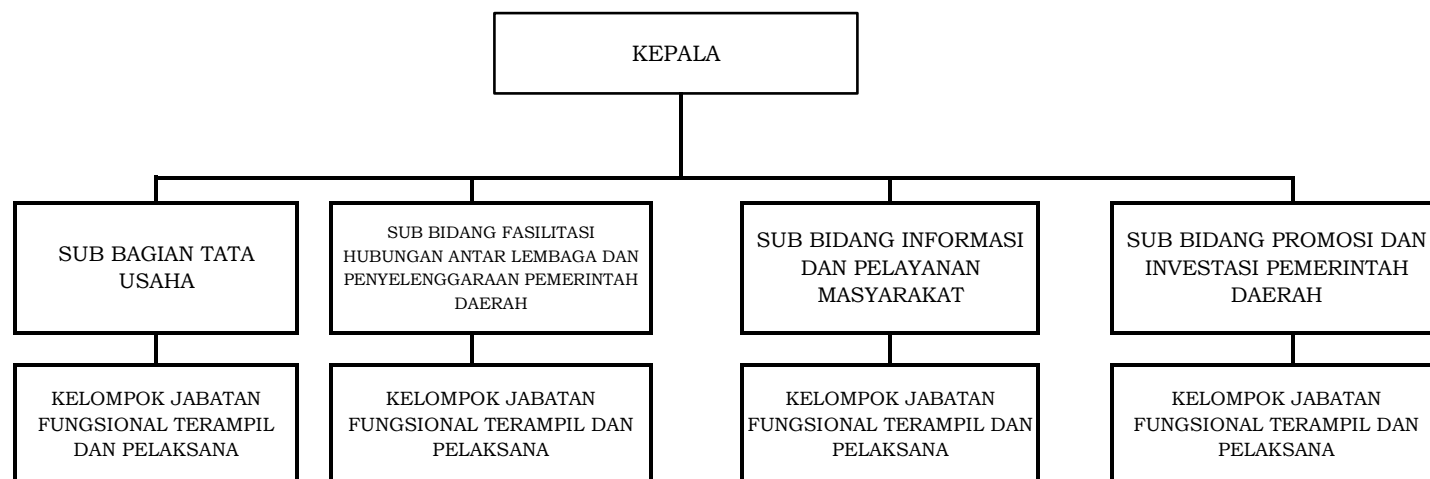 KEPALA
SUB BAGIAN TATA
USAHA
SUB BIDANG FASILITASI
HUBUNGAN ANTAR LEMBAGA DAN
PENYELENGGARAAN PEMERINTAH
DAERAH
SUB BIDANG INFORMASI
DAN PELAYANAN
MASYARAKAT
SUB BIDANG PROMOSI DAN
INVESTASI PEMERINTAH
DAERAH
KELOMPOK JABATAN
FUNGSIONAL TERAMPIL
DAN PELAKSANA
KELOMPOK JABATAN
FUNGSIONAL TERAMPIL DAN
PELAKSANA
KELOMPOK JABATAN
FUNGSIONAL TERAMPIL DAN
PELAKSANA
KELOMPOK JABATAN
FUNGSIONAL TERAMPIL DAN
PELAKSANA